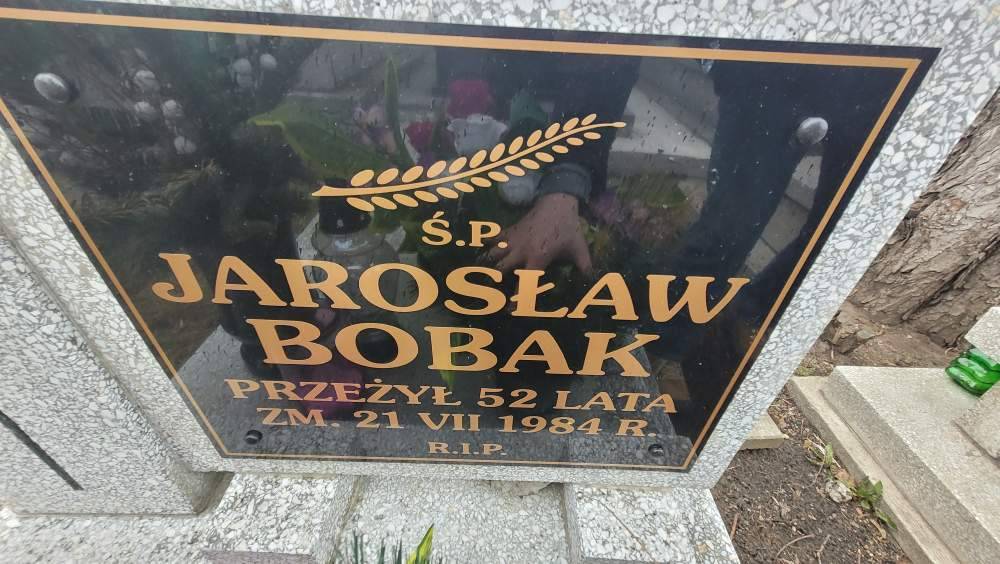 Ś.P.
JAROSŁAW
BOBAK
PRZEŻYŁ 52 LATA
ZM. 21 VII 1984 R.
R.I.P.